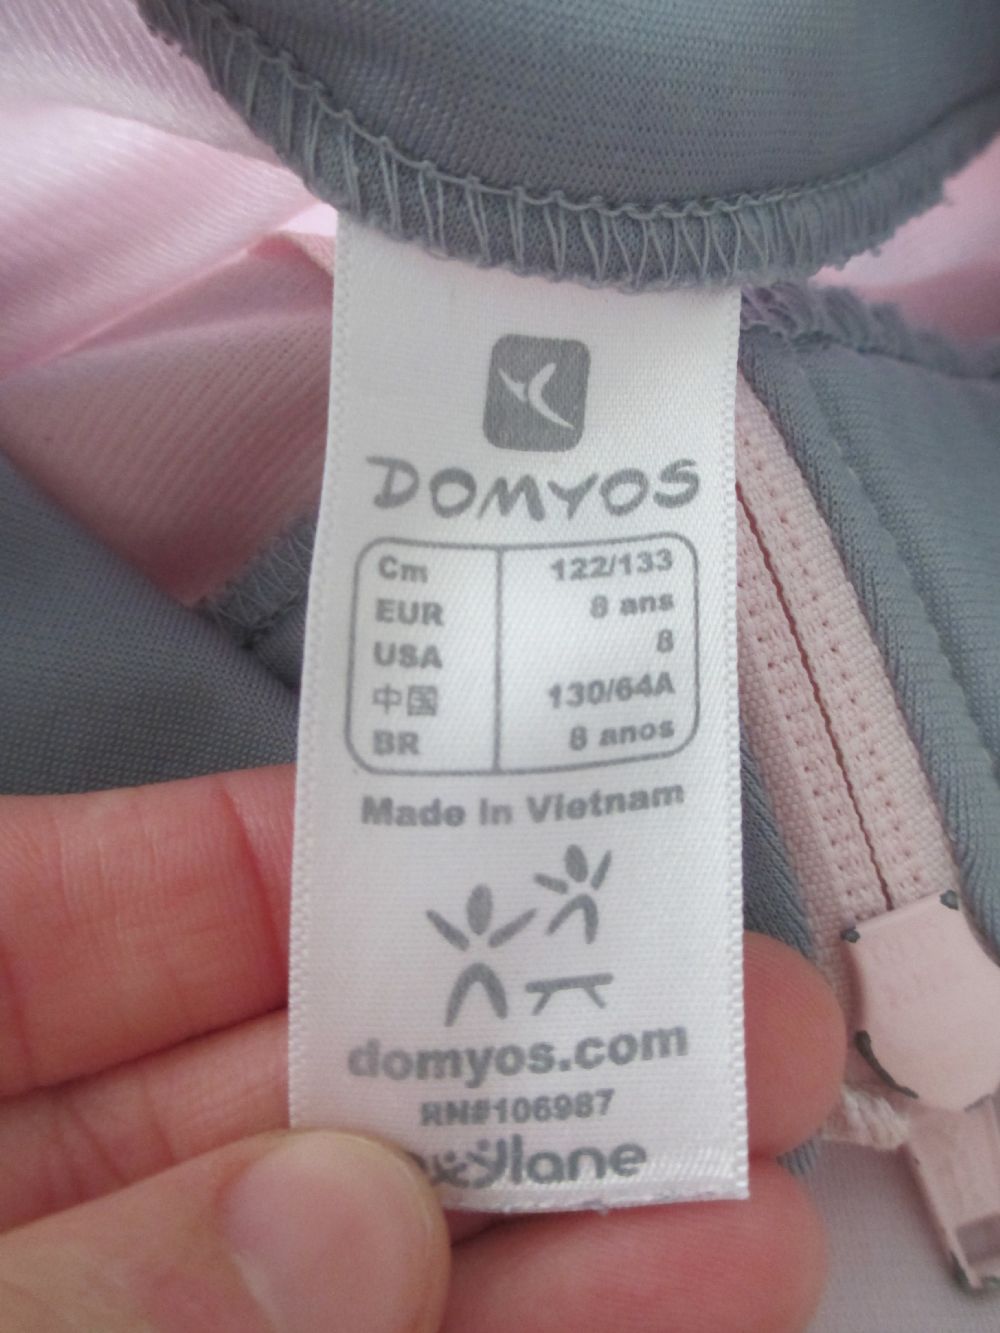 DOMYOS
Cm 122/133
EUR 8 ans
USA 8
中国 130/64A
BR 8 anos
Made In Vietnam
domyos.com
RN#106987